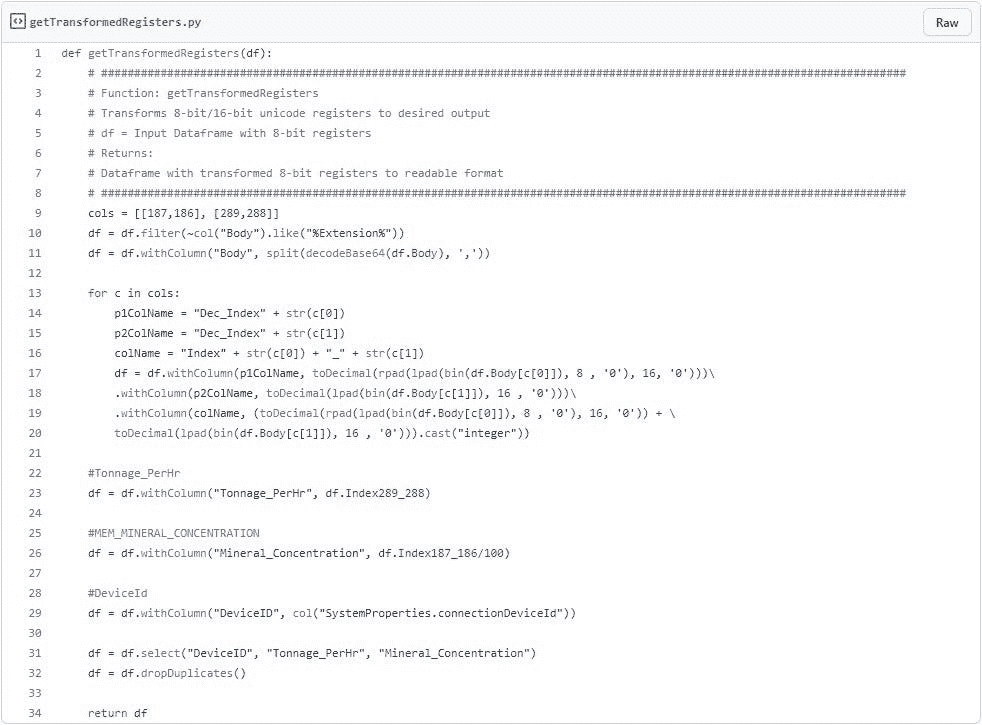 getTransformedRegisters.py
Raw
1 def getTransformedRegisters(df):
2 # ##########################################################################################################################
3 # Function: getTransformedRegisters
4 # Transforms 8-bit/16-bit unicode registers to desired output
5 # df = Input Dataframe with 8-bit registers
6 # Returns:
7 # Dataframe with transformed 8-bit registers to readable format
8 # ##########################################################################################################################
9 cols = [[187,186], [289,288]]
10 df = df.filter(~col("Body").like("%Extension%"))
11 df = df.withColumn("Body", split(decodeBase64(df.Body), ','))
12
13 for c in cols:
14 p1ColName = "Dec_Index" + str(c[0])
15 p2ColName = "Dec_Index" + str(c[1])
16 colName = "Index" + str(c[0]) + "_" + str(c[1])
17 df = df.withColumn(p1ColName, toDecimal(rpad(lpad(bin(df.Body[c[0]]), 8 , '0'), 16, '0')))\
18 .withColumn(p2ColName, toDecimal(lpad(bin(df.Body[c[1]]), 16 , '0')))\
19 .withColumn(colName, (toDecimal(rpad(lpad(bin(df.Body[c[0]]), 8 , '0'), 16, '0')) + \
20 toDecimal(lpad(bin(df.Body[c[1]]), 16 , '0'))).cast("integer"))
21
22 #Tonnage_PerHr
23 df = df.withColumn("Tonnage_PerHr", df.Index289_288)
24
25 #MEM_MINERAL_CONCENTRATION
26 df = df.withColumn("Mineral_Concentration", df.Index187_186/100)
27
28 #DeviceId
29 df = df.withColumn("DeviceID", col("SystemProperties.connectionDeviceId"))
30
31 df = df.select("DeviceID", "Tonnage_PerHr", "Mineral_Concentration")
32 df = df.dropDuplicates()
33
34 return df